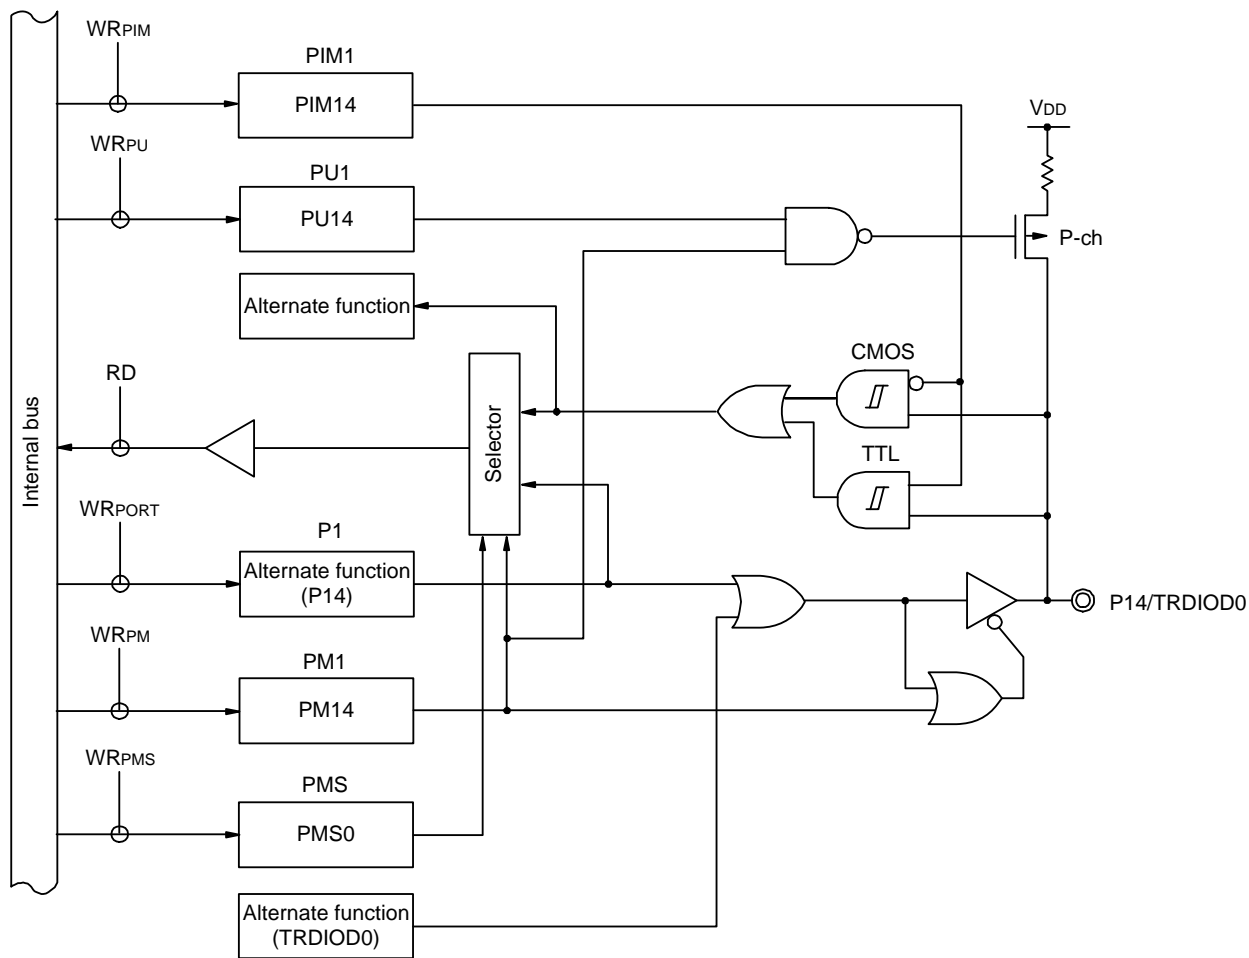 WRPIM
PIM1
PIM14
VDD
WRPU
PU1
PU14
P-ch
Alternate function
CMOS
RD
Selector
TTL
Internal bus
WRPORT
P1
Alternate function
(P14)
P14/TRDIOD0
WRPM
PM1
PM14
WRPMS
PMS
PMS0
Alternate function
(TRDIOD0)